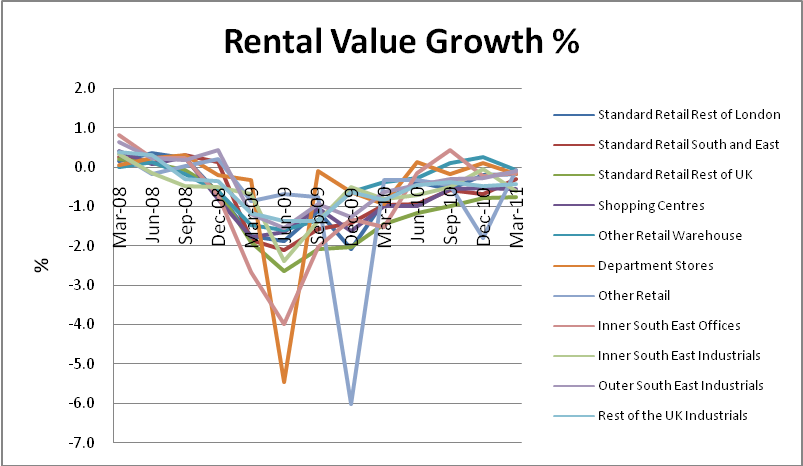 Rental Value Growth %
2.0
1.0
0.0
-1.0
-2.0
-3.0
-4.0
-5.0
-6.0
-7.0
%
Mar-08
Jun-08
Sep-08
Dec-08
Mar-09
Jun-09
Sep-09
Dec-09
Mar-10
Jun-10
Sep-10
Dec-10
Mar-11
Standard Retail Rest of London
Standard Retail South and East
Standard Retail Rest of UK
Shopping Centres
Other Retail Warehouse
Department Stores
Other Retail
Inner South East Offices
Inner South East Industrials
Outer South East Industrials
Rest of the UK Industrials